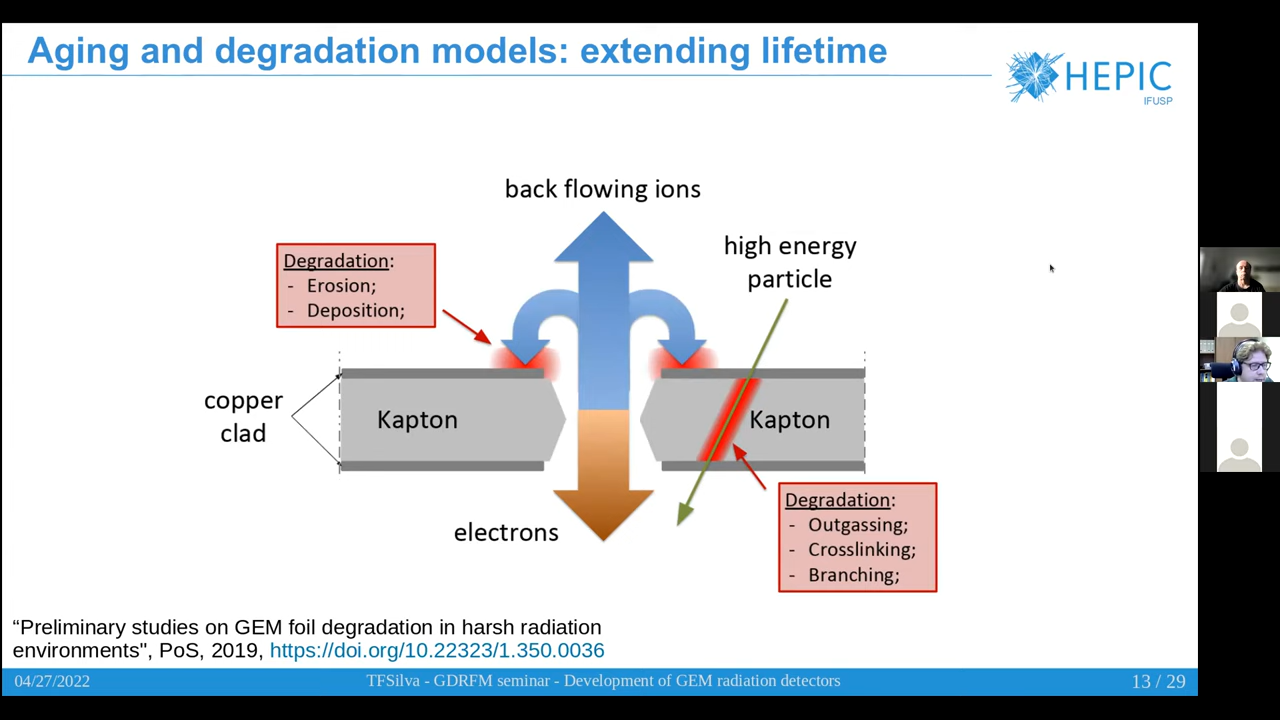 Aging and degradation models: extending lifetime
HEPIC
IFUSP
back flowing ions
high energy
particle
Degradation:
- Erosion;
- Deposition;
copper
clad
Kapton
Kapton
electrons
Degradation:
- Outgassing;
- Crosslinking;
- Branching;
“Preliminary studies on GEM foil degradation in harsh radiation
environments", PoS, 2019, https://doi.org/10.22323/1.350.0036
04/27/2022
TFSilva - GDRFM seminar - Development of GEM radiation detectors
13 / 29